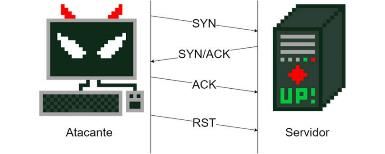 SYN
SYN/ACK
ACK
UP!
RST
Atacante
Servidor